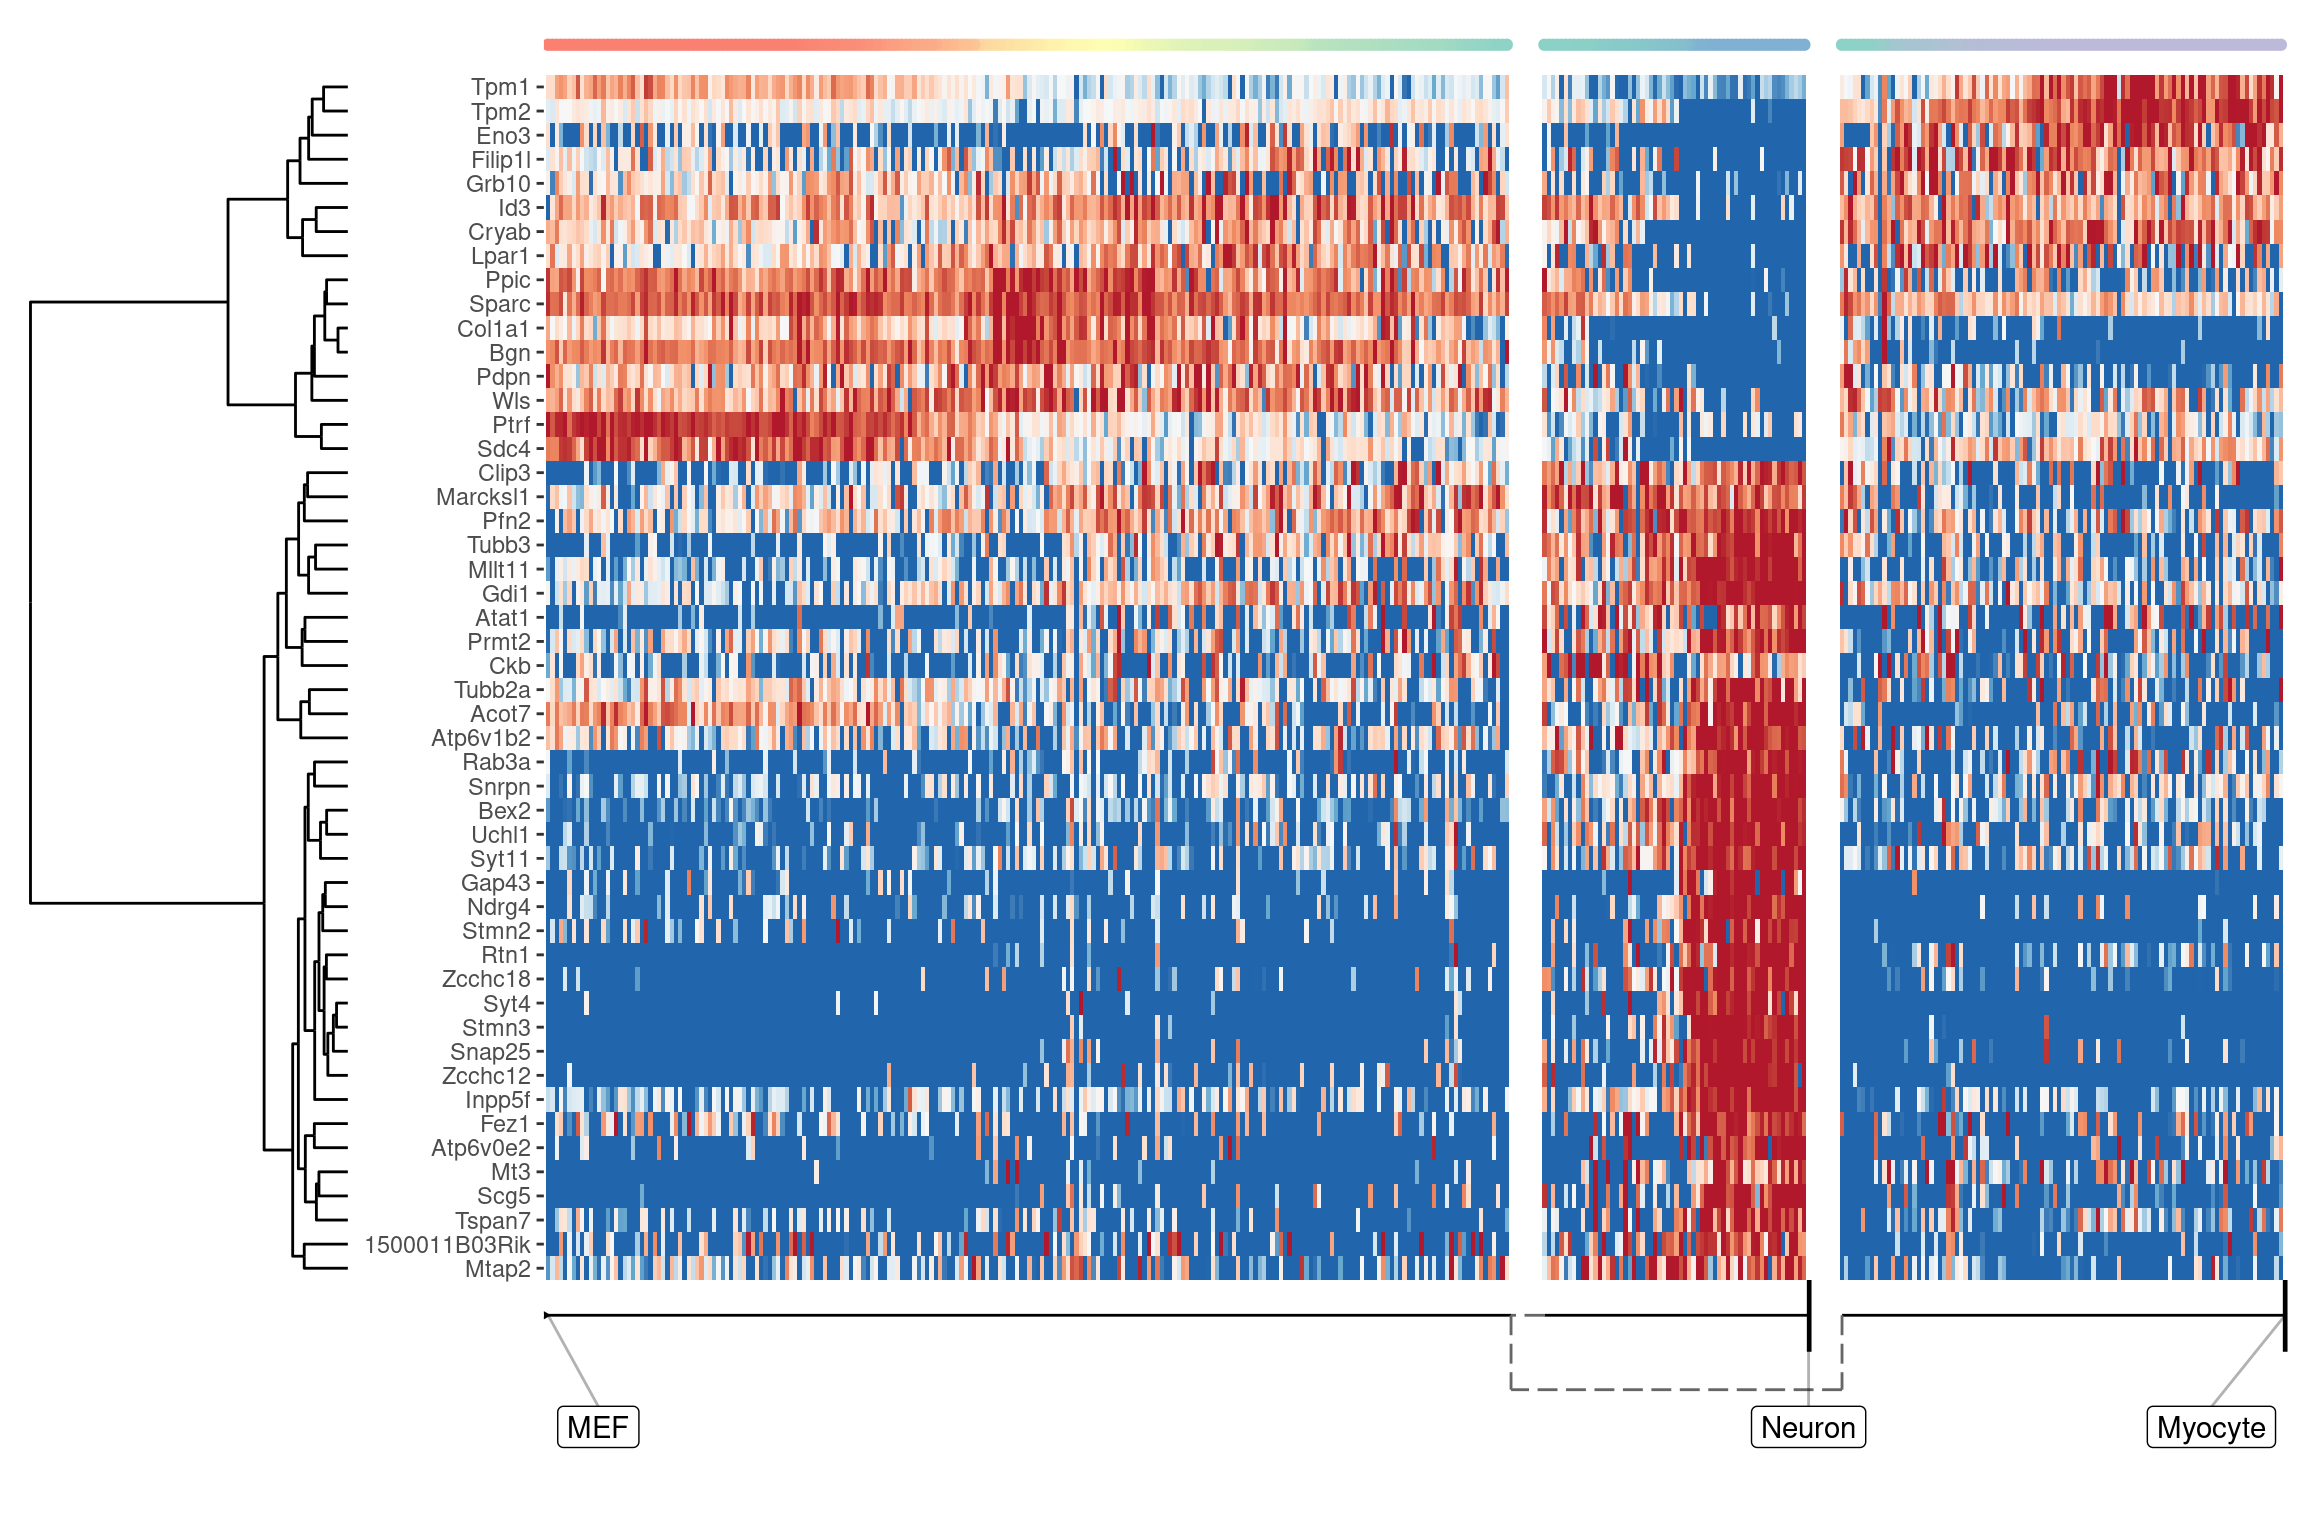 Tpm1
Tpm2
Eno3
Filip1l
Grb10
Id3
Cryab
Lpar1
Ppic
Sparc
Col1a1
Bgn
Pdpn
Wls
Ptrf
Sdc4
Clip3
Marcksl1
Pfn2
Tubb3
Mllt11
Gdi1
Atat1
Prmt2
Ckb
Tubb2a
Acot7
Atp6v1b2
Rab3a
Snrpn
Bex2
Uchl1
Syt11
Gap43
Ndrg4
Stmn2
Rtn1
Zcchc18
Syt4
Stmn3
Snap25
Zcchc12
Inpp5f
Fez1
Atp6v0e2
Mt3
Scg5
Tspan7
1500011B03Rik
Mtap2
MEF Neuron Myocyte